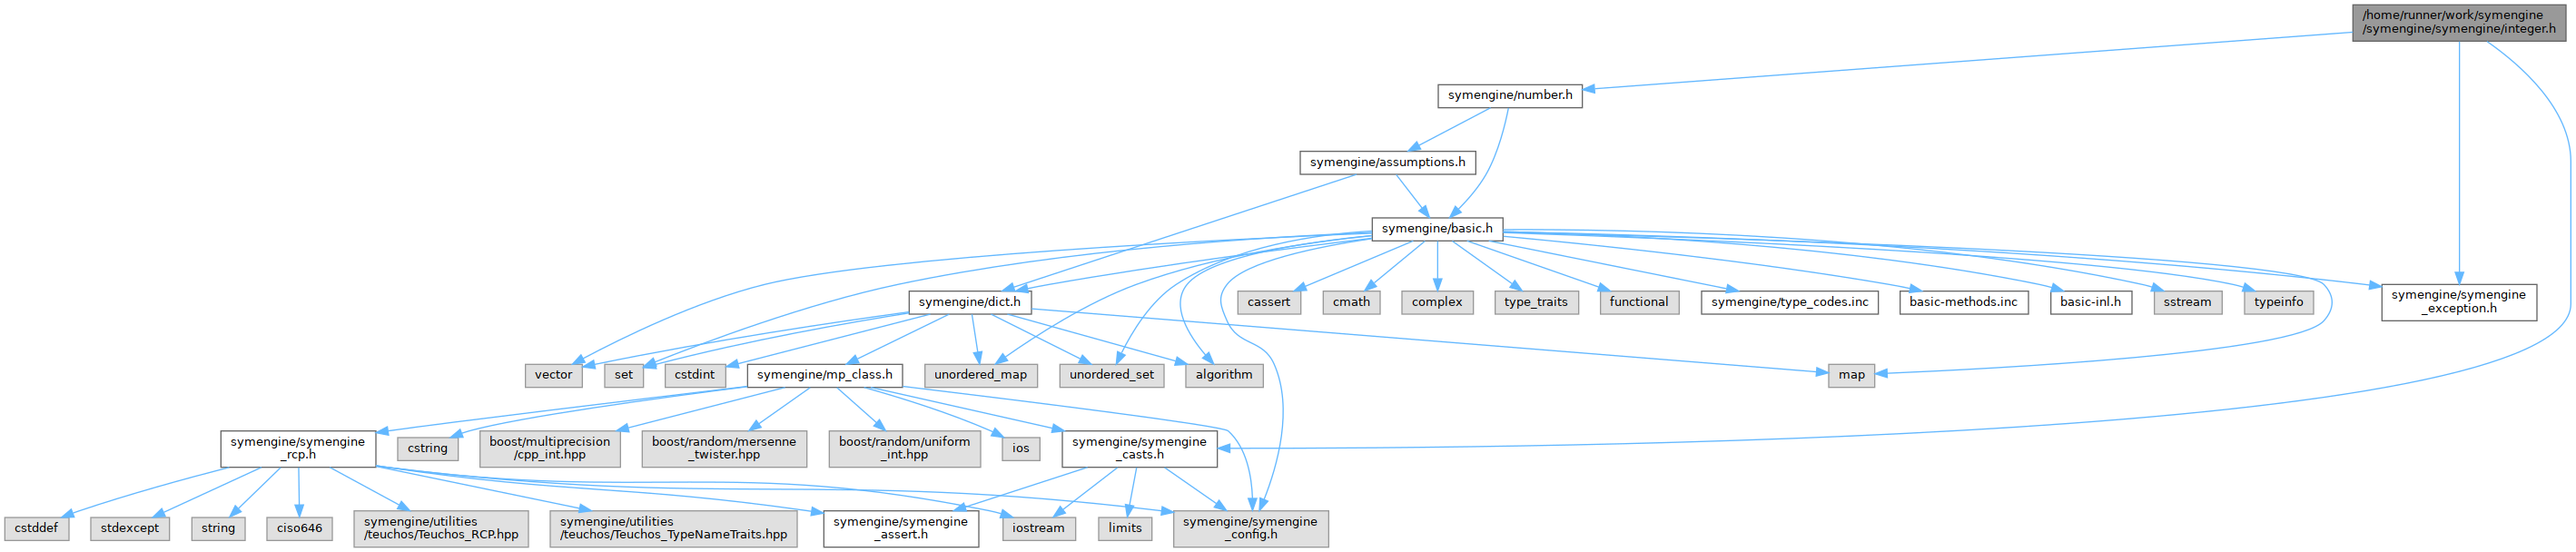 /home/runner/work/symengine
/symengine/symengine/integer.h
symengine/number.h
symengine/assumptions.h
symengine/basic.h
symengine/dict.h
cassert
cmath
complex
type_traits
functional
symengine/type_codes.inc
basic-methods.inc
basic-inl.h
sstream
typeinfo
symengine/symengine
_exception.h
vector
set
cstdint
symengine/mp_class.h
unordered_map
unordered_set
algorithm
map
symengine/symengine
_rcp.h
cstring
boost/multiprecision
/cpp_int.hpp
boost/random/mersenne
_twister.hpp
boost/random/uniform
_int.hpp
ios
symengine/symengine
_casts.h
cstddef
stdexcept
string
ciso646
symengine/utilities
/teuchos/Teuchos_RCP.hpp
symengine/utilities
/teuchos/Teuchos_TypeNameTraits.hpp
symengine/symengine
_assert.h
iostream
limits
symengine/symengine
_config.h